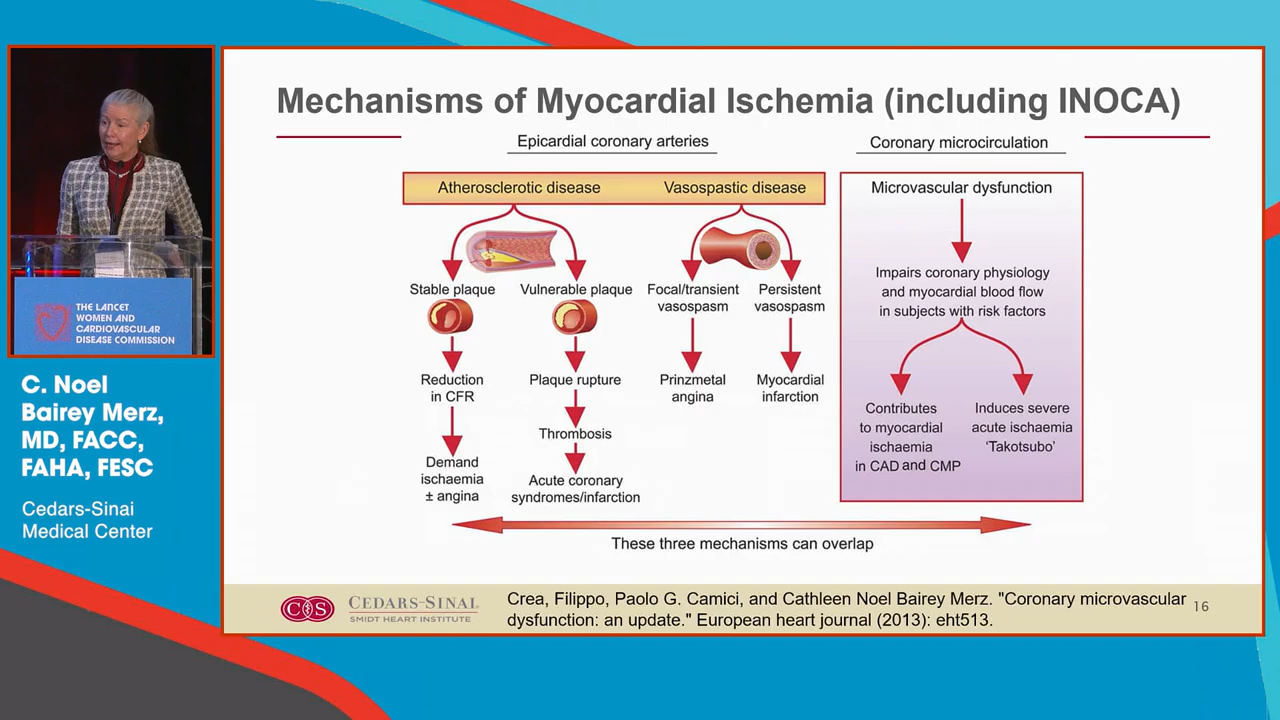 Mechanisms of Myocardial Ischemia (including INOCA)
Epicardial coronary arteries
Coronary microcirculation
Atherosclerotic disease
Vasospastic disease
Microvascular dysfunction
Stable plaque
Vulnerable plaque
Focal/transient
vasospasm
Persistent
vasospasm
Impairs coronary physiology
and myocardial blood flow
in subjects with risk factors
Reduction
in CFR
Plaque rupture
Prinzmetal
angina
Myocardial
infarction
Thrombosis
Demand
ischaemia
± angina
Acute coronary
syndromes/infarction
Contributes
to myocardial
ischaemia
in CAD and CMP
Induces severe
acute ischaemia
‘Takotsubo’
These three mechanisms can overlap
CS
CEDARS-SINAI
SMIDT HEART INSTITUTE
Crea, Filippo, Paolo G. Camici, and Cathleen Noel Bairey Merz. "Coronary microvascular
dysfunction: an update." European heart journal (2013): eht513.
16
THE LANCET
WOMEN AND
CARDIOVASCULAR
DISEASE COMMISSION
C. Noel
Bairey Merz,
MD, FACC,
FAHA, FESC
Cedars-Sinai
Medical Center